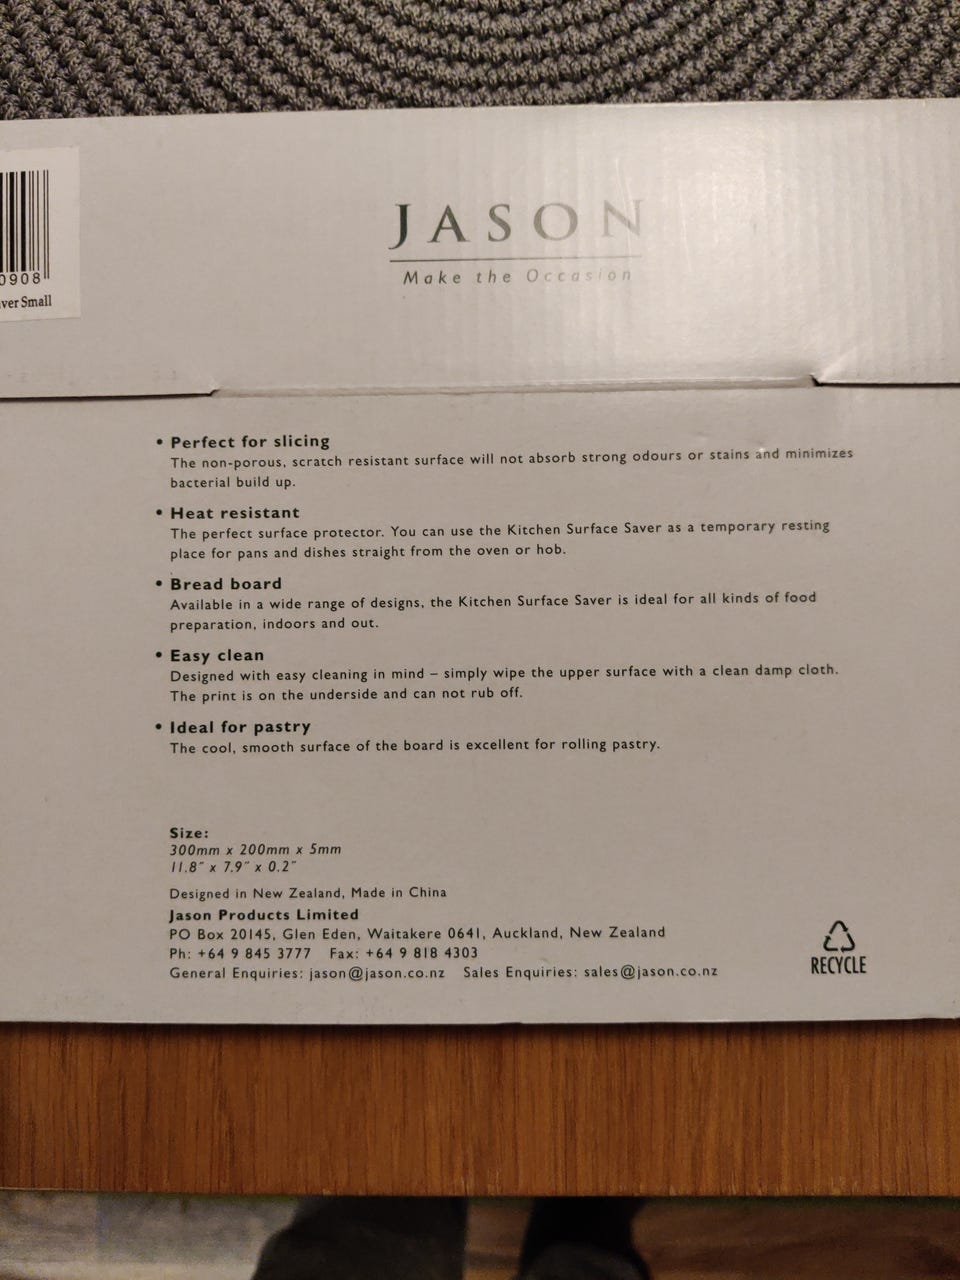 0908
ver Small
JASON
Make the Occasion
• Perfect for slicing
The non-porous, scratch resistant surface will not absorb strong odours or stains and minimizes
bacterial build up.
• Heat resistant
The perfect surface protector. You can use the Kitchen Surface Saver as a temporary resting
place for pans and dishes straight from the oven or hob.
• Bread board
Available in a wide range of designs, the Kitchen Surface Saver is ideal for all kinds of food
preparation, indoors and out.
• Easy clean
Designed with easy cleaning in mind – simply wipe the upper surface with a clean damp cloth.
The print is on the underside and can not rub off.
• Ideal for pastry
The cool, smooth surface of the board is excellent for rolling pastry.
Size:
300mm x 200mm x 5mm
11.8″ x 7.9″ x 0.2″
Designed in New Zealand, Made in China
Jason Products Limited
PO Box 20145, Glen Eden, Waitakere 0641, Auckland, New Zealand
Ph: +64 9 845 3777 Fax: +64 9 818 4303
General Enquiries: jason@jason.co.nz Sales Enquiries: sales@jason.co.nz
RECYCLE